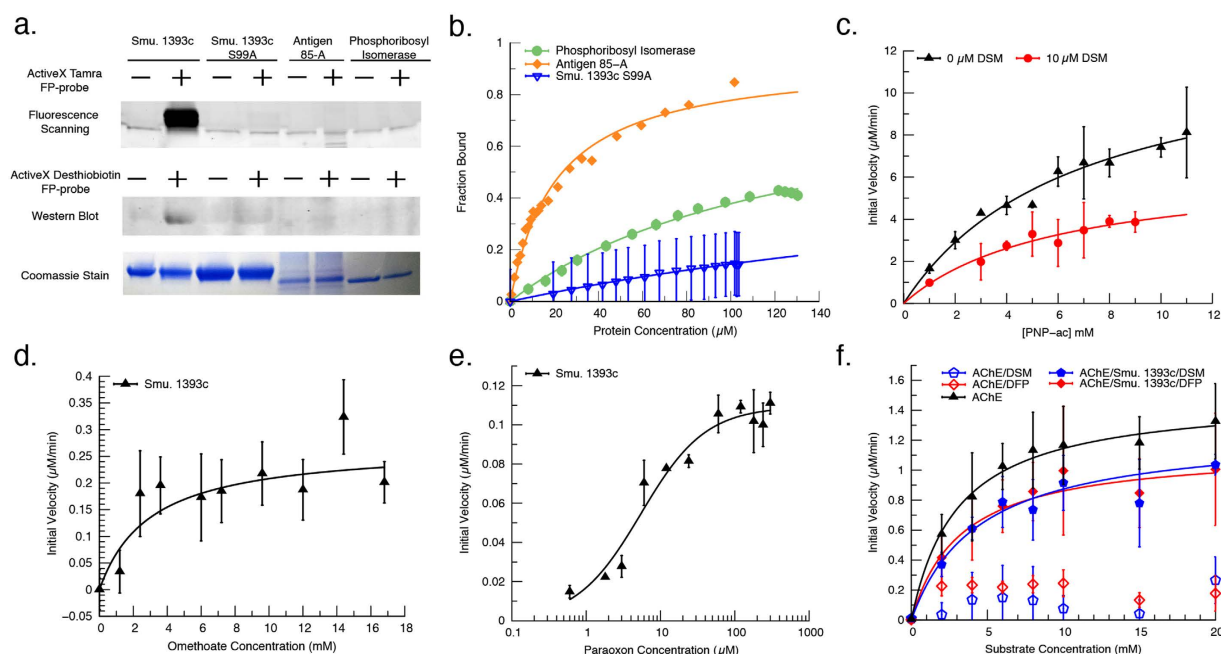 a.
Smu. 1393c
Smu. 1393c
S99A
Antigen
85-A
Phosphoribosyl
Isomerase
ActiveX Tamra
FP-probe
− + − + − + − +
Fluorescence
Scanning
ActiveX Desthiobiotin
FP-probe
− + − + − + − +
Western Blot
Coomassie Stain
b.
Phosphoribosyl Isomerase
Antigen 85–A
Smu. 1393c S99A
Fraction Bound
1
0.8
0.6
0.4
0.2
0
0 20 40 60 80 100 120 140
Protein Concentration (µM)
c.
0 µM DSM
10 µM DSM
Initial Velocity (µM/min)
14
12
10
8
6
4
2
0
0 2 4 6 8 10 12
[PNP-ac] mM
d.
Smu. 1393c
Initial Velocity (µM/min)
0.4
0.35
0.3
0.25
0.2
0.15
0.1
0.05
0
−0.05
0 2 4 6 8 10 12 14 16 18
Omethoate Concentration (mM)
e.
Smu. 1393c
Initial Velocity (µM/min)
0.12
0.1
0.08
0.06
0.04
0.02
0
0.1 1 10 100 1000
Paraoxon Concentration (µM)
f.
AChE/DSM
AChE/DFP
AChE
AChE/Smu. 1393c/DSM
AChE/Smu. 1393c/DFP
Initial Velocity (µM/min)
1.6
1.4
1.2
1
0.8
0.6
0.4
0.2
0
0 5 10 15 20
Substrate Concentration (mM)